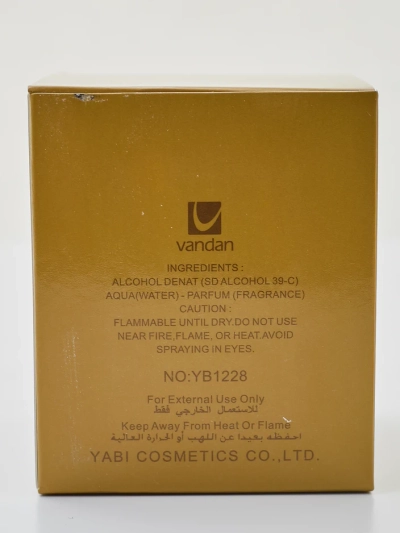 vandan
INGREDIENTS :
ALCOHOL DENAT (SD ALCOHOL 39-C)
AQUA(WATER) - PARFUM (FRAGRANCE)
CAUTION :
FLAMMABLE UNTIL DRY.DO NOT USE
NEAR FIRE,FLAME, OR HEAT.AVOID
SPRAYING IN EYES.
NO:YB1228
For External Use Only
للاستعمال الخارجي فقط
Keep Away From Heat Or Flame
احفظه بعيدا عن اللهب أو الحرارة العالية
YABI COSMETICS CO.,LTD.